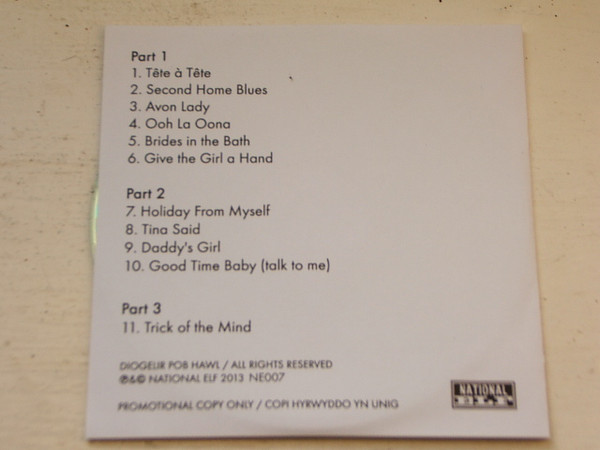 Part 1
1. Tête à Tête
2. Second Home Blues
3. Avon Lady
4. Ooh La Oona
5. Brides in the Bath
6. Give the Girl a Hand
Part 2
7. Holiday From Myself
8. Tina Said
9. Daddy's Girl
10. Good Time Baby (talk to me)
Part 3
11. Trick of the Mind
DIOGELIR POB HAWL / ALL RIGHTS RESERVED
℗&© NATIONAL ELF 2013 NE007
PROMOTIONAL COPY ONLY / COPI HYRWYDDO YN UNIG
NATIONAL
ELF